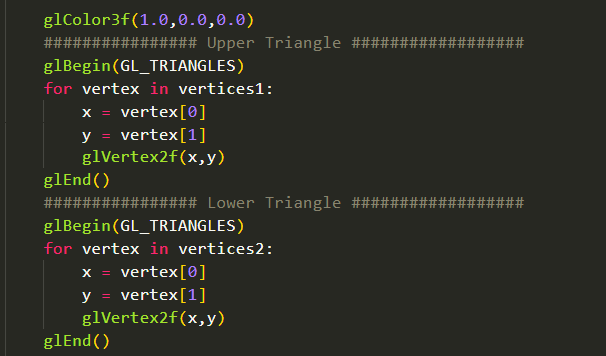 glColor3f(1.0,0.0,0.0)
################ Upper Triangle ##################
glBegin(GL_TRIANGLES)
for vertex in vertices1:
    x = vertex[0]
    y = vertex[1]
    glVertex2f(x,y)
glEnd()
################ Lower Triangle ##################
glBegin(GL_TRIANGLES)
for vertex in vertices2:
    x = vertex[0]
    y = vertex[1]
    glVertex2f(x,y)
glEnd()